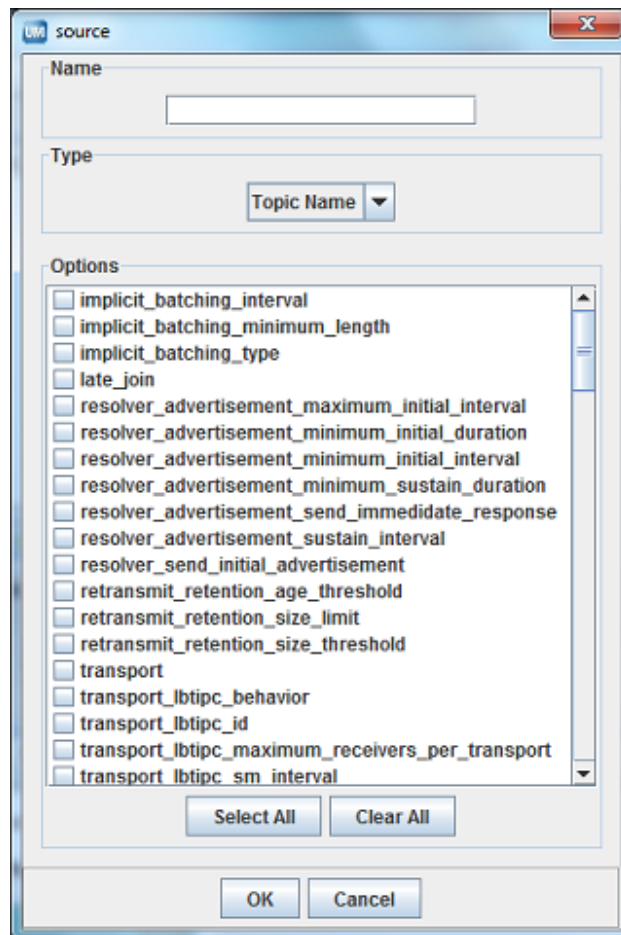 UM source
Name
Type
Topic Name
Options
implicit_batching_interval
implicit_batching_minimum_length
implicit_batching_type
late_join
resolver_advertisement_maximum_initial_interval
resolver_advertisement_minimum_initial_duration
resolver_advertisement_minimum_initial_interval
resolver_advertisement_minimum_sustain_duration
resolver_advertisement_send_immedidate_response
resolver_advertisement_sustain_interval
resolver_send_initial_advertisement
retransmit_retention_age_threshold
retransmit_retention_size_limit
retransmit_retention_size_threshold
transport
transport_lbtipc_behavior
transport_lbtipc_id
transport_lbtipc_maximum_receivers_per_transport
transport_lbtipc_sm_interval
Select All Clear All
OK Cancel